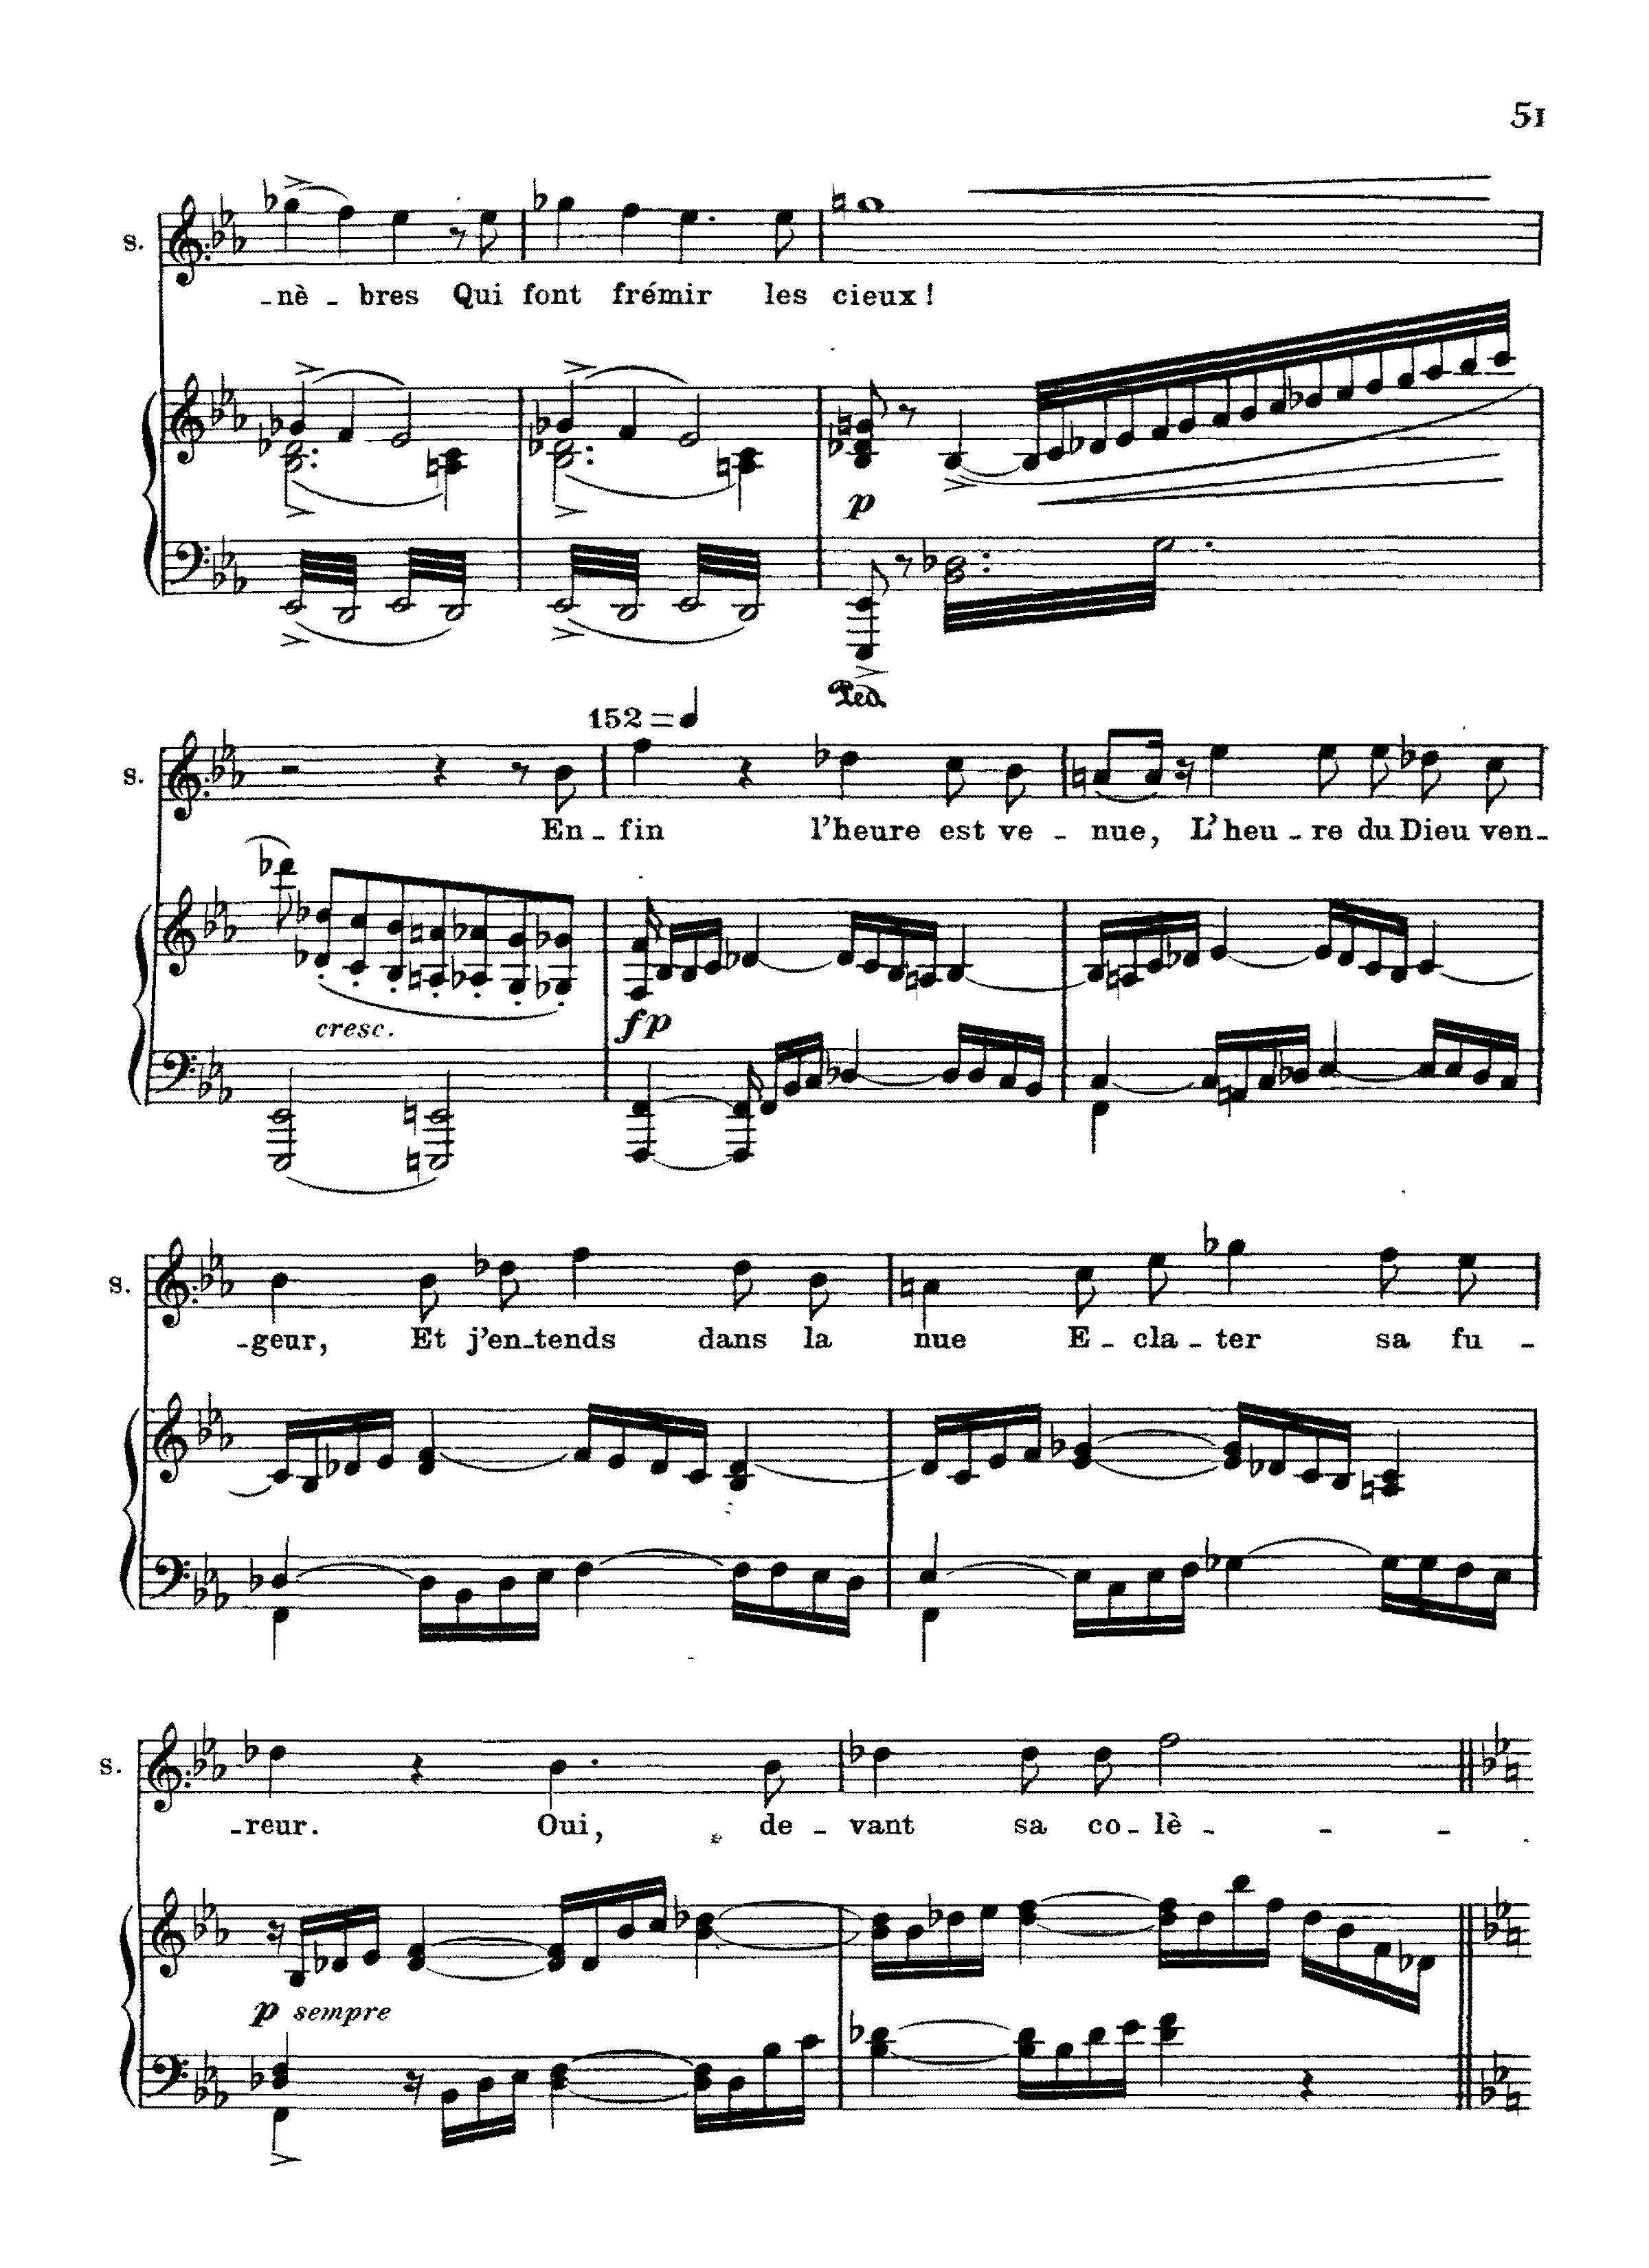 51
S.
-nè - bres Qui font frémir les cieux !
p
Ped.
152 = ♩
S.
En - fin l'heure est ve - nue, L'heu - re du Dieu ven-
cresc.
fp
S.
-geur, Et j'en-tends dans la nue E - cla - ter sa fu -
S.
-reur. Oui, de - vant sa co - lè - - -
p sempre